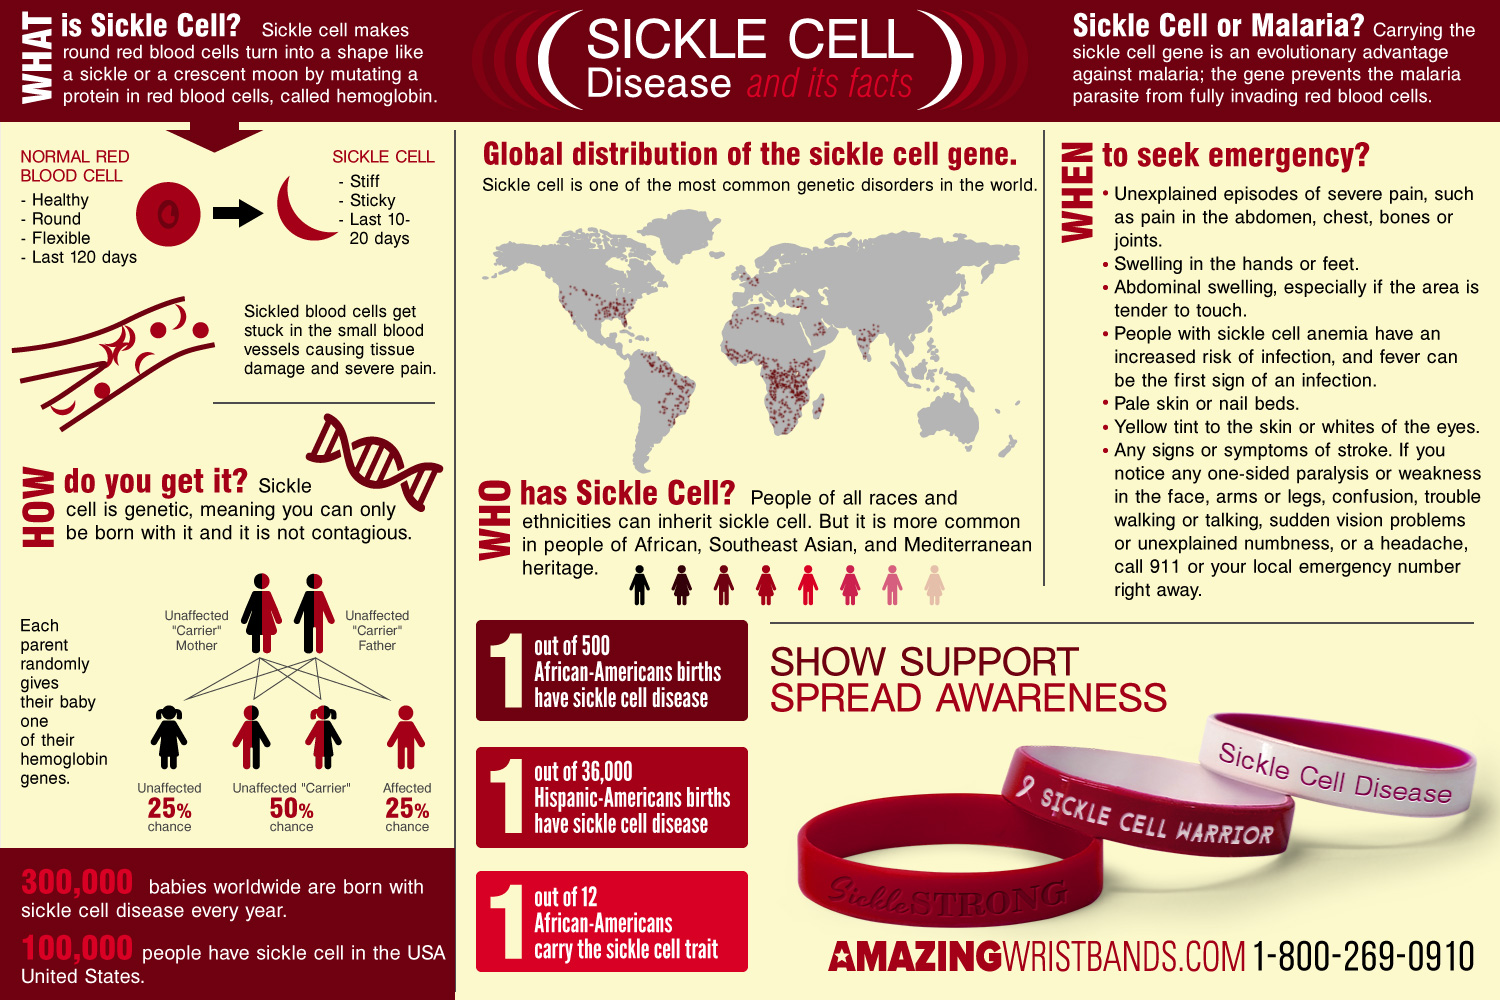 WHAT is Sickle Cell? Sickle cell makes
round red blood cells turn into a shape like
a sickle or a crescent moon by mutating a
protein in red blood cells, called hemoglobin.
SICKLE CELL
Disease and its facts
Sickle Cell or Malaria? Carrying the
sickle cell gene is an evolutionary advantage
against malaria; the gene prevents the malaria
parasite from fully invading red blood cells.
NORMAL RED
BLOOD CELL
- Healthy
- Round
- Flexible
- Last 120 days
SICKLE CELL
- Stiff
- Sticky
- Last 10-
20 days
Sickled blood cells get
stuck in the small blood
vessels causing tissue
damage and severe pain.
HOW do you get it? Sickle
cell is genetic, meaning you can only
be born with it and it is not contagious.
Each
parent
randomly
gives
their baby
one
of their
hemoglobin
genes.
Unaffected
"Carrier"
Mother
Unaffected
"Carrier"
Father
Unaffected
25%
chance
Unaffected "Carrier"
50%
chance
Affected
25%
chance
300,000 babies worldwide are born with
sickle cell disease every year.
100,000 people have sickle cell in the USA
United States.
Global distribution of the sickle cell gene.
Sickle cell is one of the most common genetic disorders in the world.
WHO has Sickle Cell? People of all races and
ethnicities can inherit sickle cell. But it is more common
in people of African, Southeast Asian, and Mediterranean
heritage.
1 out of 500
African-Americans births
have sickle cell disease
1 out of 36,000
Hispanic-Americans births
have sickle cell disease
1 out of 12
African-Americans
carry the sickle cell trait
WHEN to seek emergency?
• Unexplained episodes of severe pain, such
as pain in the abdomen, chest, bones or
joints.
• Swelling in the hands or feet.
• Abdominal swelling, especially if the area is
tender to touch.
• People with sickle cell anemia have an
increased risk of infection, and fever can
be the first sign of an infection.
• Pale skin or nail beds.
• Yellow tint to the skin or whites of the eyes.
• Any signs or symptoms of stroke. If you
notice any one-sided paralysis or weakness
in the face, arms or legs, confusion, trouble
walking or talking, sudden vision problems
or unexplained numbness, or a headache,
call 911 or your local emergency number
right away.
SHOW SUPPORT
SPREAD AWARENESS
Sickle Cell Disease
SICKLE CELL WARRIOR
SickleSTRONG
AMAZINGWRISTBANDS.COM 1-800-269-0910